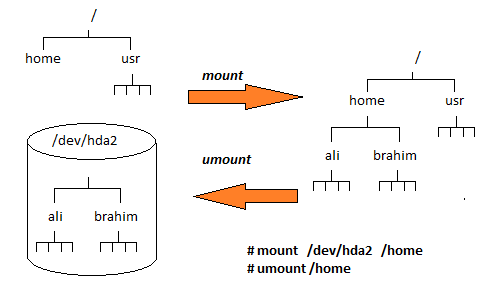 /
home usr
mount
/
home usr
/dev/hda2
umount
ali brahim
ali brahim
# mount /dev/hda2 /home
# umount /home